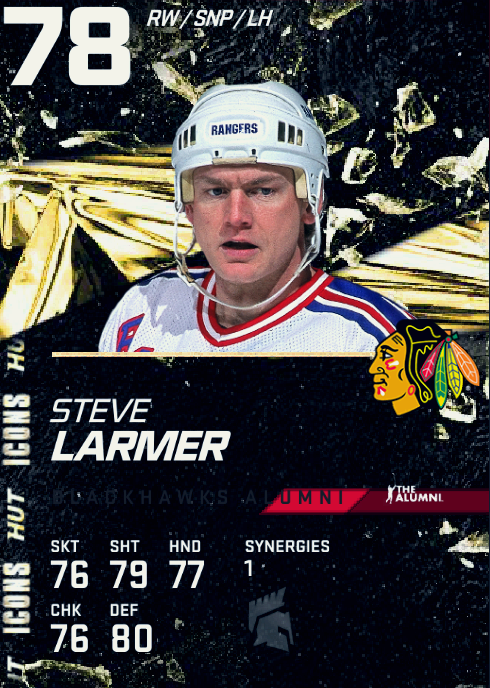 78
RW / SNP / LH
RANGERS
STEVE
LARMER
BLACKHAWKS ALUMNI
THE
ALUMNI.
SKT SHT HND SYNERGIES
76 79 77 1
CHK DEF
76 80
HUT ICONS HUT ICONS HUT